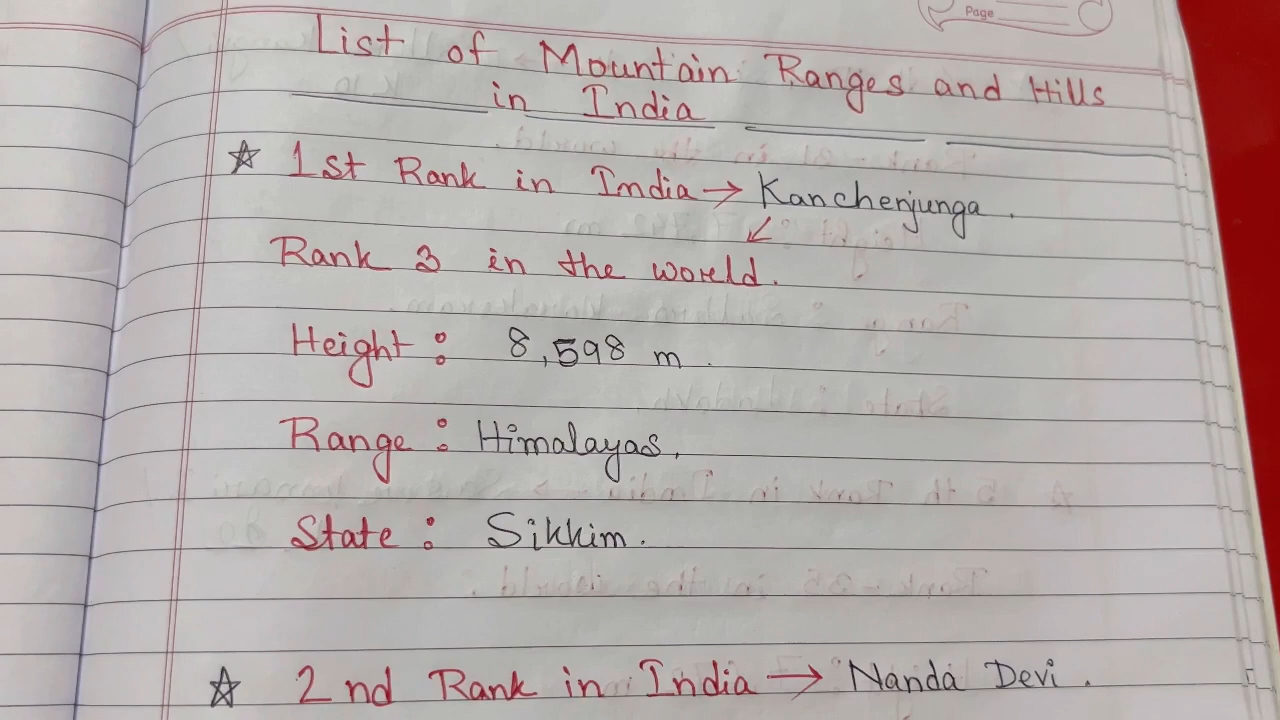 Page
List of Mountain Ranges and Hills
in India
☆ 1st Rank in India → Kanchenjunga.
↙
Rank 3 in the world.
Height : 8,598 m.
Range : Himalayas.
State : Sikkim.
☆ 2nd Rank in India → Nanda Devi.